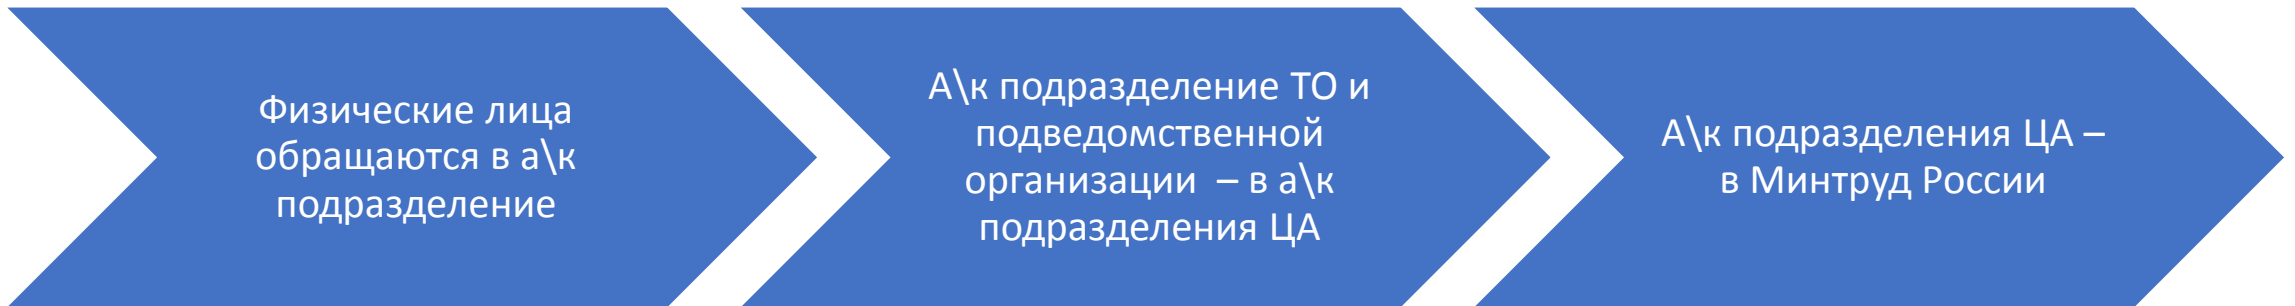 Физические лица
обращаются в а\к
подразделение
А\к подразделение ТО и
подведомственной
организации – в а\к
подразделения ЦА
А\к подразделения ЦА –
в Минтруд России